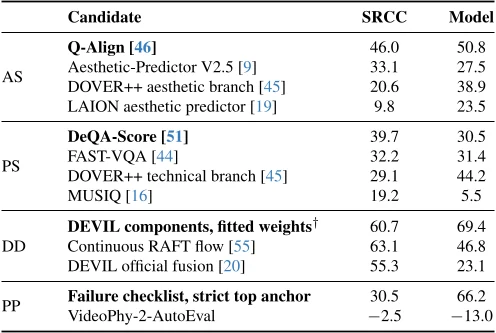 Candidate SRCC Model
AS
Q-Align [46] 46.0 50.8
Aesthetic-Predictor V2.5 [9] 33.1 27.5
DOVER++ aesthetic branch [45] 20.6 38.9
LAION aesthetic predictor [19] 9.8 23.5
PS
DeQA-Score [51] 39.7 30.5
FAST-VQA [44] 32.2 31.4
DOVER++ technical branch [45] 29.1 44.2
MUSIQ [16] 19.2 5.5
DD
DEVIL components, fitted weights† 60.7 69.4
Continuous RAFT flow [55] 63.1 46.8
DEVIL official fusion [20] 55.3 23.1
PP
Failure checklist, strict top anchor 30.5 66.2
VideoPhy-2-AutoEval −2.5 −13.0